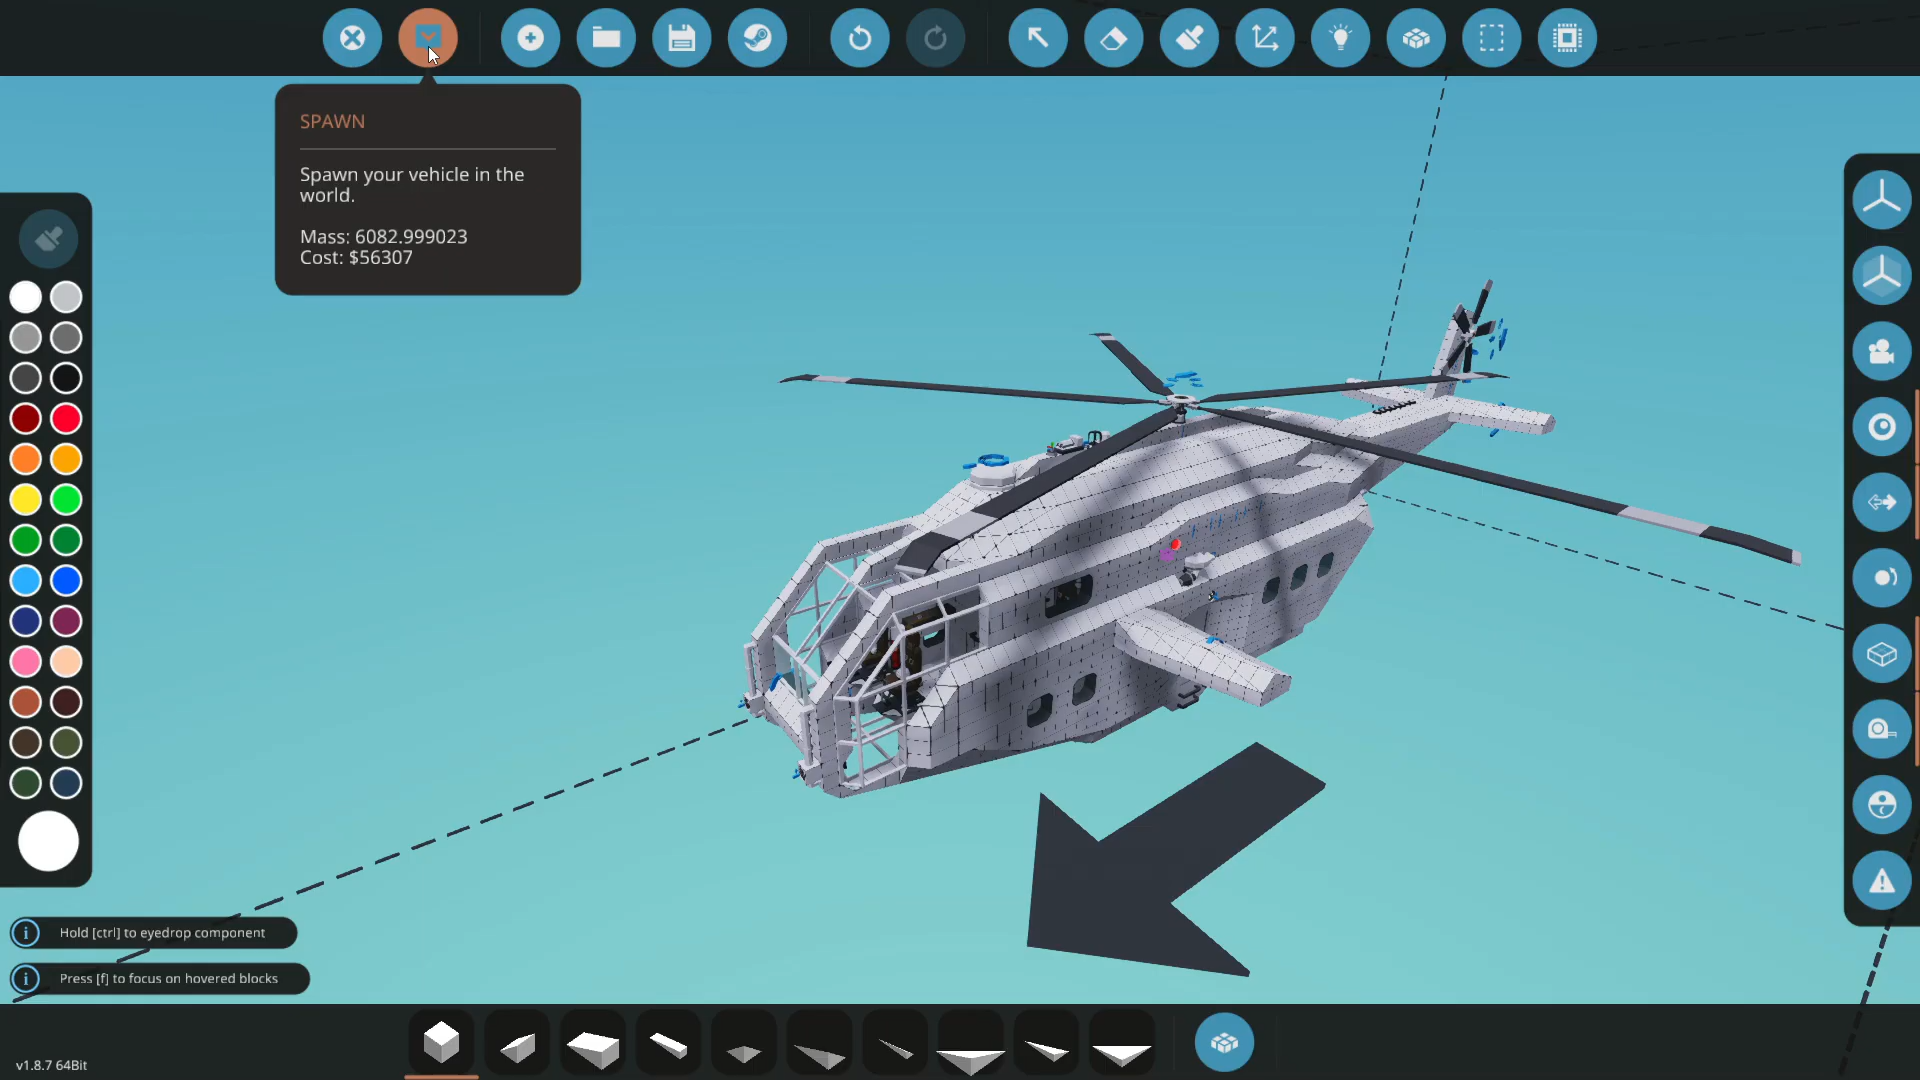 SPAWN
Spawn your vehicle in the
world.
Mass: 6082.999023
Cost: $56307
Hold [ctrl] to eyedrop component
Press [f] to focus on hovered blocks
v1.8.7 64Bit